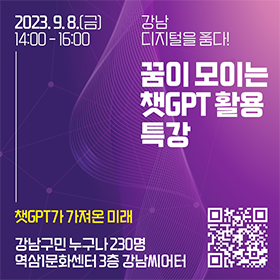 2023. 9. 8.(금)
14:00 - 16:00
강남
디지털을 품다!
꿈이 모이는
챗GPT 활용
특강
챗GPT가 가져온 미래
강남구민 누구나 230명
역삼1문화센터 3층 강남씨어터